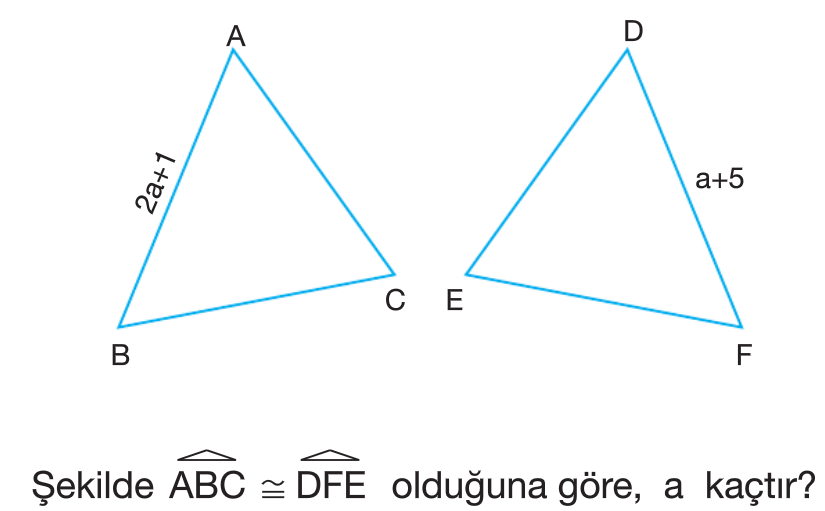 A
D
2a+1
a+5
C
E
B
F
Şekilde ABC ≅ DFE olduğuna göre, a kaçtır?